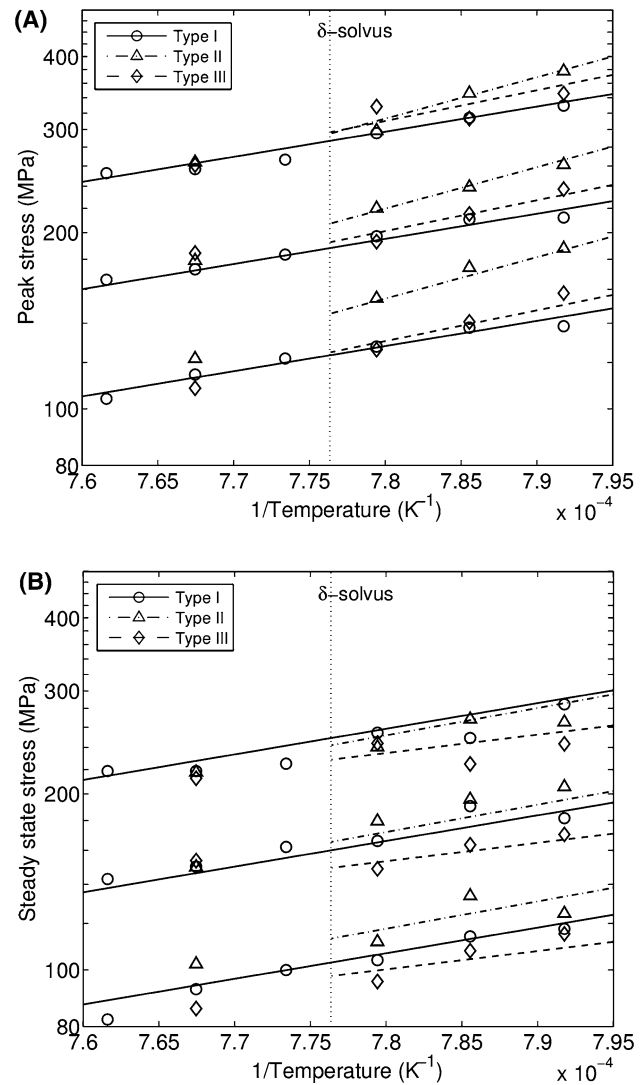 (A)
δ−solvus
Type I
Type II
Type III
400
300
200
100
80
Peak stress (MPa)
7.6 7.65 7.7 7.75 7.8 7.85 7.9 7.95
1/Temperature (K⁻¹)
x 10⁻⁴
(B)
δ−solvus
Type I
Type II
Type III
400
300
200
100
80
Steady state stress (MPa)
7.6 7.65 7.7 7.75 7.8 7.85 7.9 7.95
1/Temperature (K⁻¹)
x 10⁻⁴